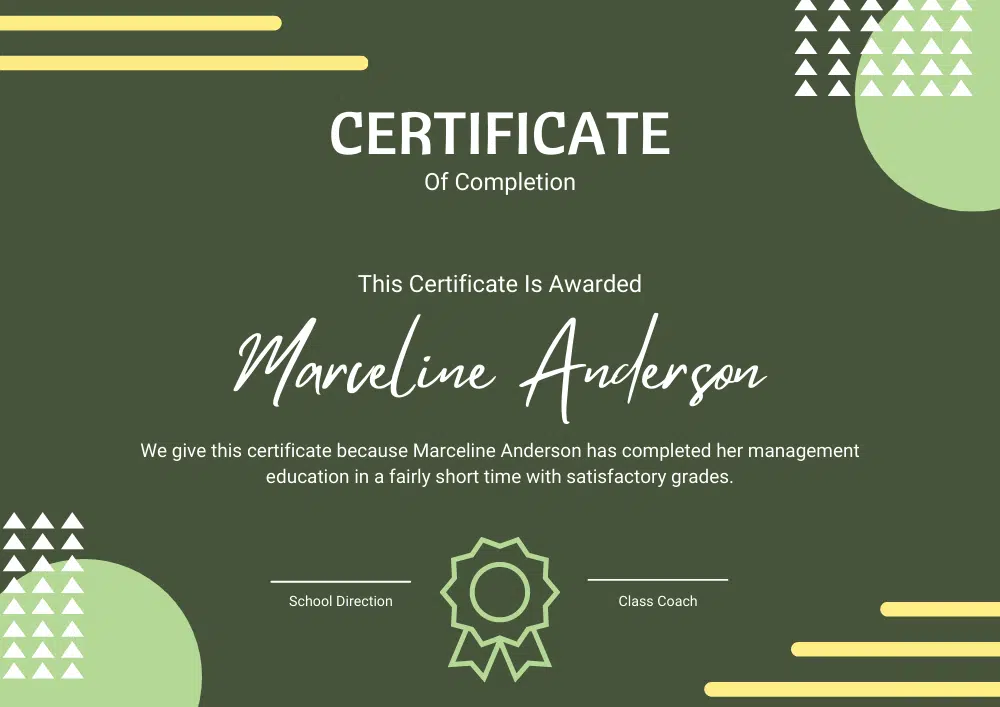 CERTIFICATE
Of Completion
This Certificate Is Awarded
Marceline Anderson
We give this certificate because Marceline Anderson has completed her management
education in a fairly short time with satisfactory grades.
School Direction
Class Coach